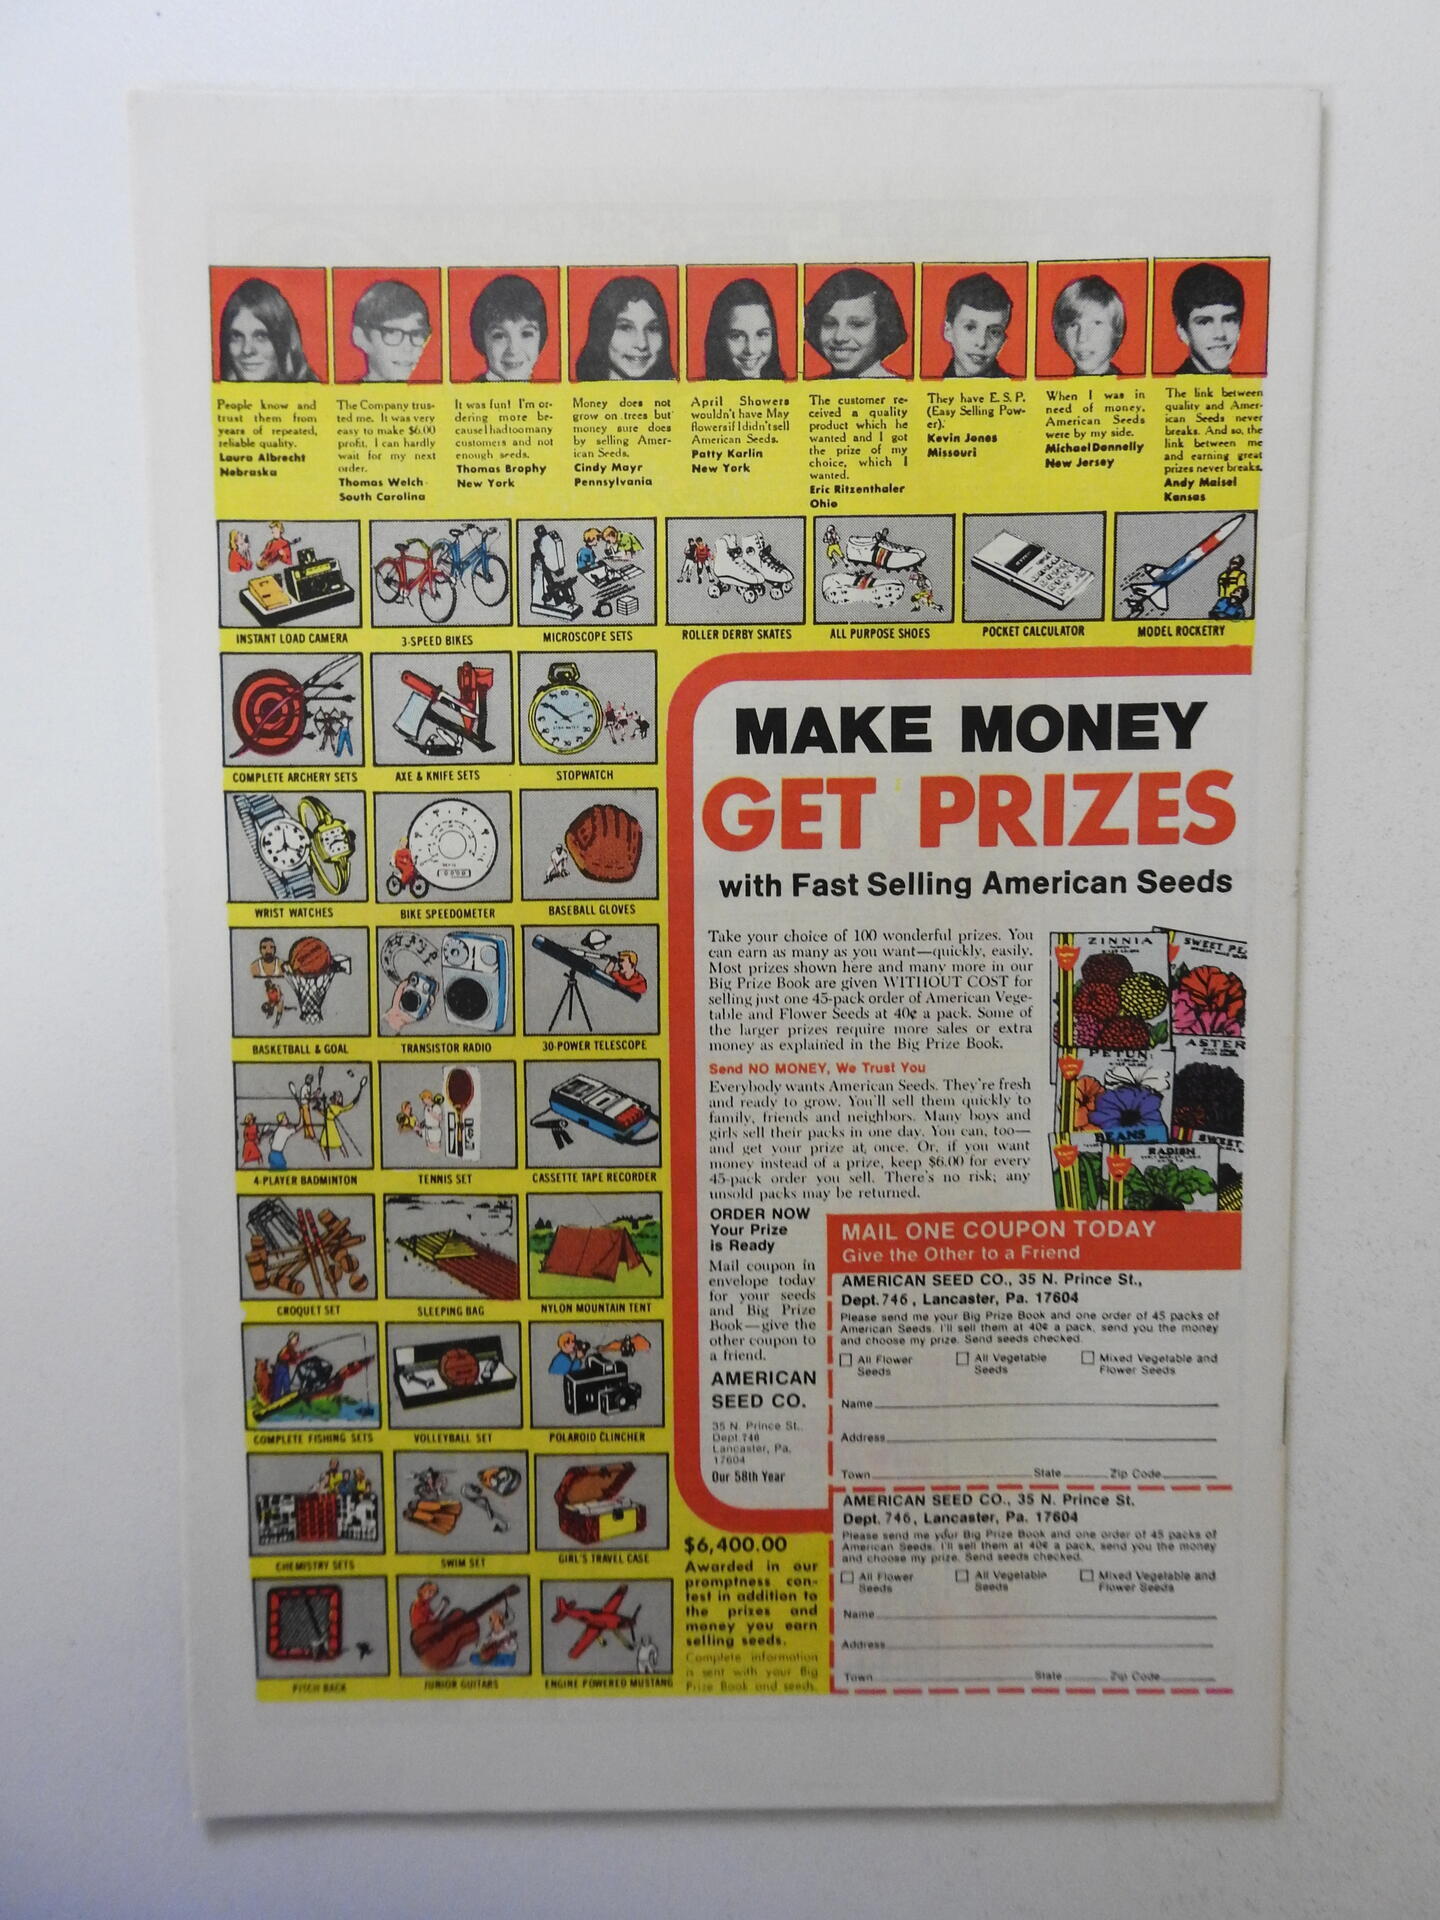 People know and
trust them from
years of repeated,
reliable quality.
Laura Albrecht
Nebraska
The Company trus-
ted me. It was very
easy to make $6.00
profit. I can hardly
wait for my next
order.
Thomas Welch
South Carolina
It was fun! I'm or-
dering more be-
cause I had too many
customers and not
enough seeds.
Thomas Brophy
New York
Money does not
grow on trees but
money sure does
by selling Amer-
ican Seeds.
Cindy Mayr
Pennsylvania
April Showers
wouldn't have May
flowers if I didn't sell
American Seeds.
Patty Karlin
New York
The customer re-
ceived a quality
product which he
wanted and I got
the prize of my
choice, which I
wanted.
Eric Ritzenthaler
Ohio
They have E.S.P.
(Easy Selling Pow-
er).
Kevin Jones
Missouri
When I was in
need of money,
American Seeds
were by my side.
Michael Donnelly
New Jersey
The link between
quality and Amer-
ican Seeds never
breaks. And so, the
link between me
and earning great
prizes never breaks.
Andy Maisel
Kansas
INSTANT LOAD CAMERA
3-SPEED BIKES
MICROSCOPE SETS
ROLLER DERBY SKATES
ALL PURPOSE SHOES
POCKET CALCULATOR
MODEL ROCKETRY
COMPLETE ARCHERY SETS
AXE & KNIFE SETS
STOPWATCH
WRIST WATCHES
BIKE SPEEDOMETER
BASEBALL GLOVES
BASKETBALL & GOAL
TRANSISTOR RADIO
30-POWER TELESCOPE
4-PLAYER BADMINTON
TENNIS SET
CASSETTE TAPE RECORDER
CROQUET SET
SLEEPING BAG
NYLON MOUNTAIN TENT
COMPLETE FISHING SETS
VOLLEYBALL SET
POLAROID CLINCHER
CHEMISTRY SETS
SWIM SET
GIRL'S TRAVEL CASE
PITCH BACK
JUNIOR GUITARS
ENGINE POWERED MUSTANG
MAKE MONEY
GET PRIZES
with Fast Selling American Seeds
Take your choice of 100 wonderful prizes. You
can earn as many as you want—quickly, easily.
Most prizes shown here and many more in our
Big Prize Book are given WITHOUT COST for
selling just one 45-pack order of American Vege-
table and Flower Seeds at 40¢ a pack. Some of
the larger prizes require more sales or extra
money as explained in the Big Prize Book.
Send NO MONEY, We Trust You
Everybody wants American Seeds. They're fresh
and ready to grow. You'll sell them quickly to
family, friends and neighbors. Many boys and
girls sell their packs in one day. You can, too—
and get your prize at once. Or, if you want
money instead of a prize, keep $6.00 for every
45-pack order you sell. There's no risk; any
unsold packs may be returned.
ZINNIA
SWEET PE
ASTER
PETUN
BEANS
SWEET
RADISH
ORDER NOW
Your Prize
is Ready
Mail coupon in
envelope today
for your seeds
and Big Prize
Book—give the
other coupon to
a friend.
AMERICAN
SEED CO.
35 N. Prince St.,
Dept. 746
Lancaster, Pa.
17604
Our 58th Year
$6,400.00
Awarded in our
promptness con-
test in addition to
the prizes and
money you earn
selling seeds.
Complete information
is sent with your Big
Prize Book and seeds.
MAIL ONE COUPON TODAY
Give the Other to a Friend
AMERICAN SEED CO., 35 N. Prince St.,
Dept. 746, Lancaster, Pa. 17604
Please send me your Big Prize Book and one order of 45 packs of
American Seeds. I'll sell them at 40¢ a pack, send you the money
and choose my prize. Send seeds checked.
All Flower
Seeds
All Vegetable
Seeds
Mixed Vegetable and
Flower Seeds
Name
Address
Town State Zip Code
AMERICAN SEED CO., 35 N. Prince St.
Dept. 746, Lancaster, Pa. 17604
Please send me your Big Prize Book and one order of 45 packs of
American Seeds. I'll sell them at 40¢ a pack, send you the money
and choose my prize. Send seeds checked.
All Flower
Seeds
All Vegetable
Seeds
Mixed Vegetable and
Flower Seeds
Name
Address
Town State Zip Code